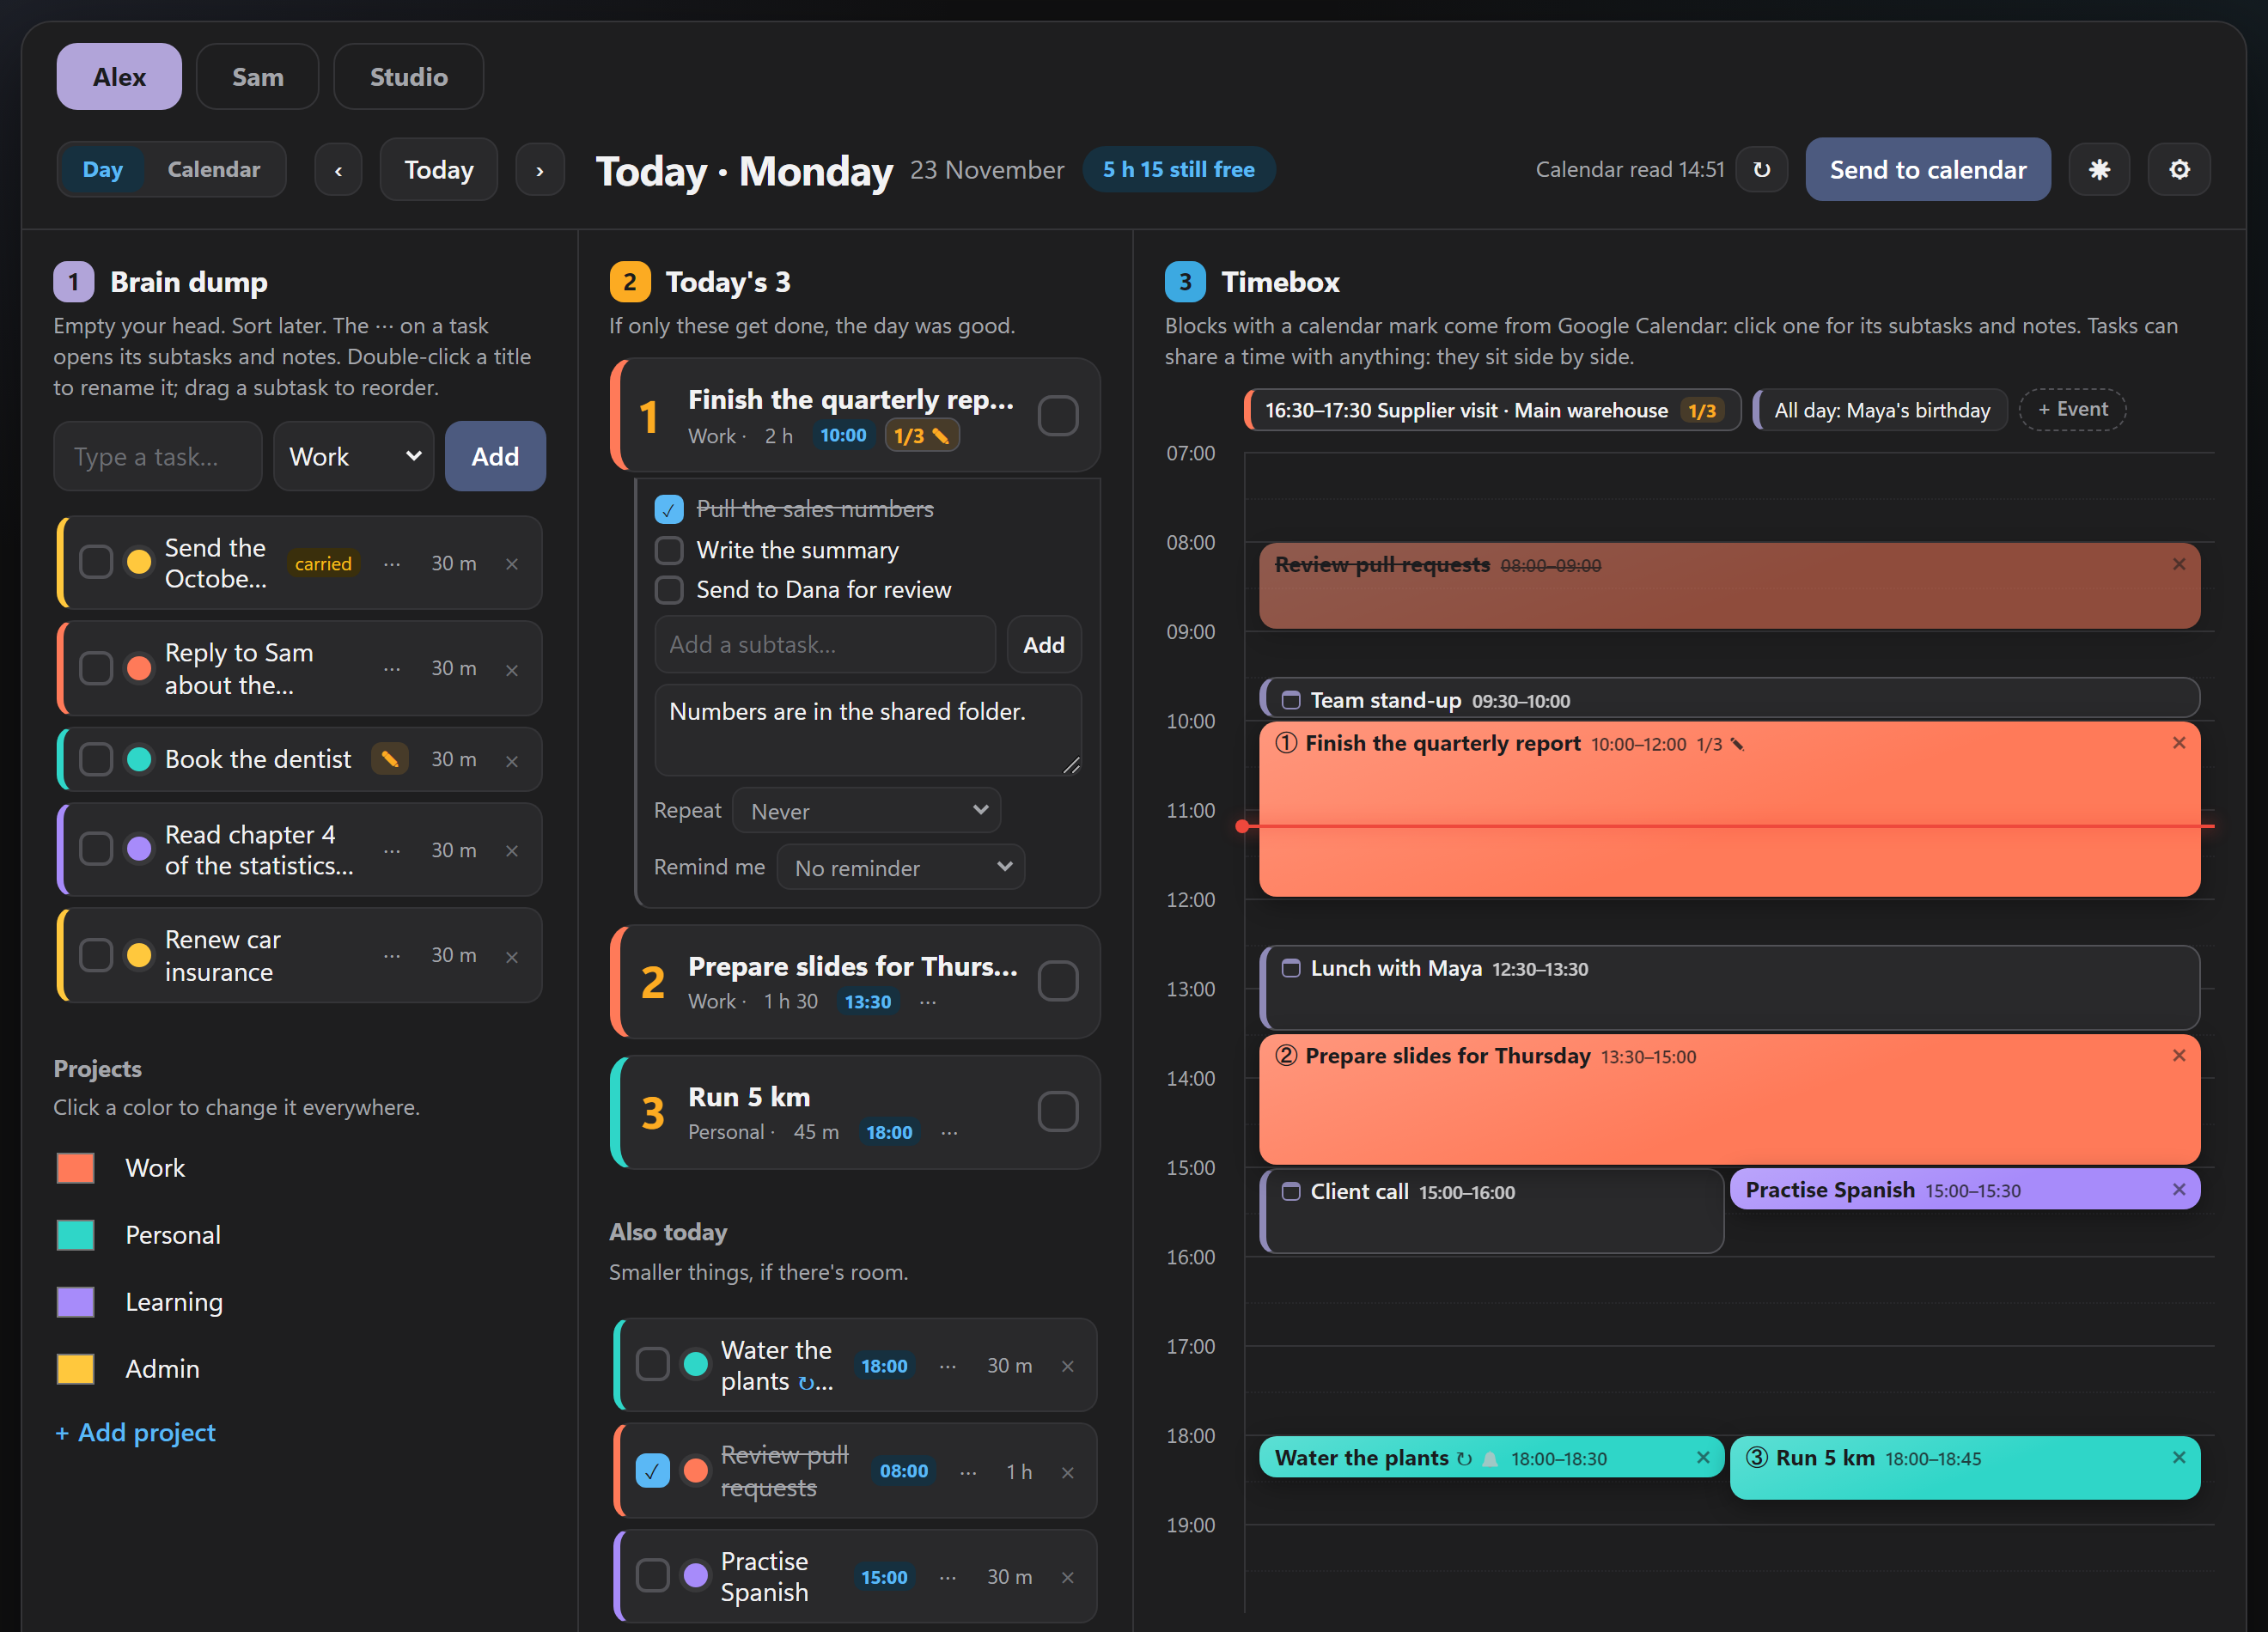 Alex Sam Studio
Day Calendar ‹ Today › Today · Monday 23 November 5 h 15 still free Calendar read 14:51 ↻ Send to calendar
1 Brain dump
Empty your head. Sort later. The ··· on a task
opens its subtasks and notes. Double-click a title
to rename it; drag a subtask to reorder.
Type a task... Work Add
Send the
Octobe... carried ··· 30 m ×
Reply to Sam
about the... ··· 30 m ×
Book the dentist 30 m ×
Read chapter 4
of the statistics... ··· 30 m ×
Renew car
insurance ··· 30 m ×
Projects
Click a color to change it everywhere.
Work
Personal
Learning
Admin
+ Add project
2 Today's 3
If only these get done, the day was good.
1 Finish the quarterly rep...
Work · 2 h 10:00 1/3
Pull the sales numbers
Write the summary
Send to Dana for review
Add a subtask... Add
Numbers are in the shared folder.
Repeat Never
Remind me No reminder
2 Prepare slides for Thurs...
Work · 1 h 30 13:30 ···
3 Run 5 km
Personal · 45 m 18:00 ···
Also today
Smaller things, if there's room.
Water the
plants ↻... 18:00 ··· 30 m ×
Review pull
requests 08:00 ··· 1 h ×
Practise
Spanish 15:00 ··· 30 m ×
3 Timebox
Blocks with a calendar mark come from Google Calendar: click one for its subtasks and notes. Tasks can
share a time with anything: they sit side by side.
16:30–17:30 Supplier visit · Main warehouse 1/3 All day: Maya's birthday + Event
07:00
08:00
Review pull requests 08:00–09:00 ×
09:00
Team stand-up 09:30–10:00
10:00
① Finish the quarterly report 10:00–12:00 1/3 ×
11:00
12:00
Lunch with Maya 12:30–13:30
13:00
② Prepare slides for Thursday 13:30–15:00 ×
14:00
15:00
Client call 15:00–16:00 Practise Spanish 15:00–15:30 ×
16:00
17:00
18:00
Water the plants ↻ 18:00–18:30 × ③ Run 5 km 18:00–18:45 ×
19:00